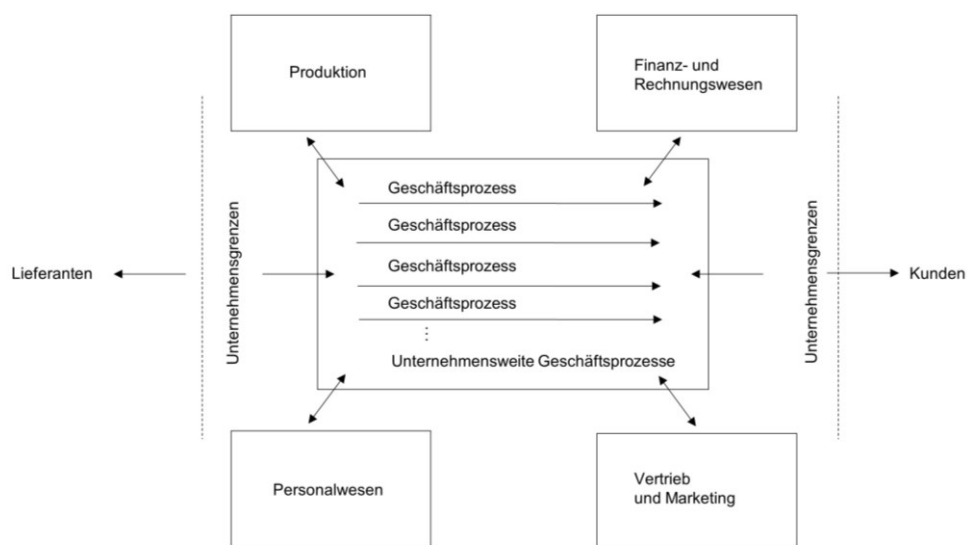 Produktion
Finanz- und
Rechnungswesen
Geschäftsprozess
Geschäftsprozess
Geschäftsprozess
Geschäftsprozess
⋮
Unternehmensweite Geschäftsprozesse
Lieferanten
Unternehmensgrenzen
Unternehmensgrenzen
Kunden
Personalwesen
Vertrieb
und Marketing